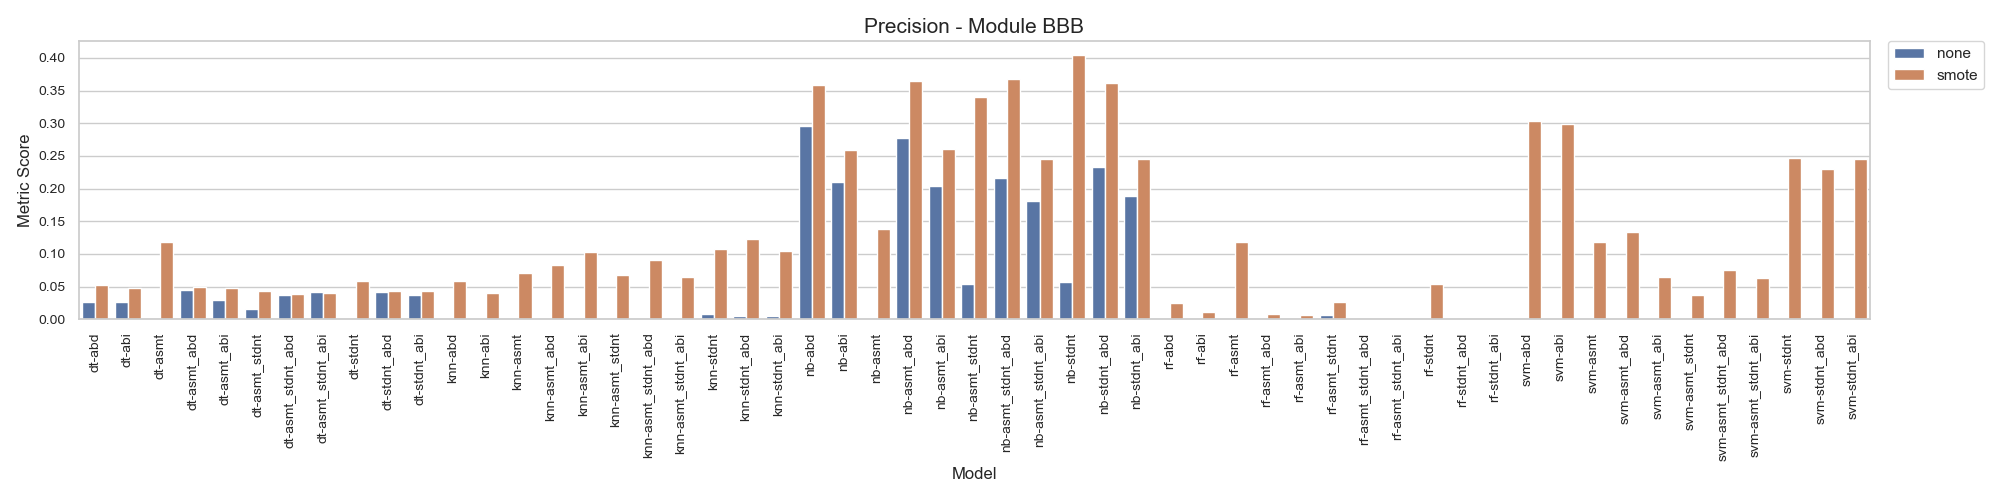 Precision - Module BBB
none
smote
Metric Score
0.40
0.35
0.30
0.25
0.20
0.15
0.10
0.05
0.00
dt-abd
dt-abi
dt-asmt
dt-asmt_abd
dt-asmt_abi
dt-asmt_stdnt
dt-asmt_stdnt_abd
dt-asmt_stdnt_abi
dt-stdnt
dt-stdnt_abd
dt-stdnt_abi
knn-abd
knn-abi
knn-asmt
knn-asmt_abd
knn-asmt_abi
knn-asmt_stdnt
knn-asmt_stdnt_abd
knn-asmt_stdnt_abi
knn-stdnt
knn-stdnt_abd
knn-stdnt_abi
nb-abd
nb-abi
nb-asmt
nb-asmt_abd
nb-asmt_abi
nb-asmt_stdnt
nb-asmt_stdnt_abd
nb-asmt_stdnt_abi
nb-stdnt
nb-stdnt_abd
nb-stdnt_abi
rf-abd
rf-abi
rf-asmt
rf-asmt_abd
rf-asmt_abi
rf-asmt_stdnt
rf-asmt_stdnt_abd
rf-asmt_stdnt_abi
rf-stdnt
rf-stdnt_abd
rf-stdnt_abi
svm-abd
svm-abi
svm-asmt
svm-asmt_abd
svm-asmt_abi
svm-asmt_stdnt
svm-asmt_stdnt_abd
svm-asmt_stdnt_abi
svm-stdnt
svm-stdnt_abd
svm-stdnt_abi
Model